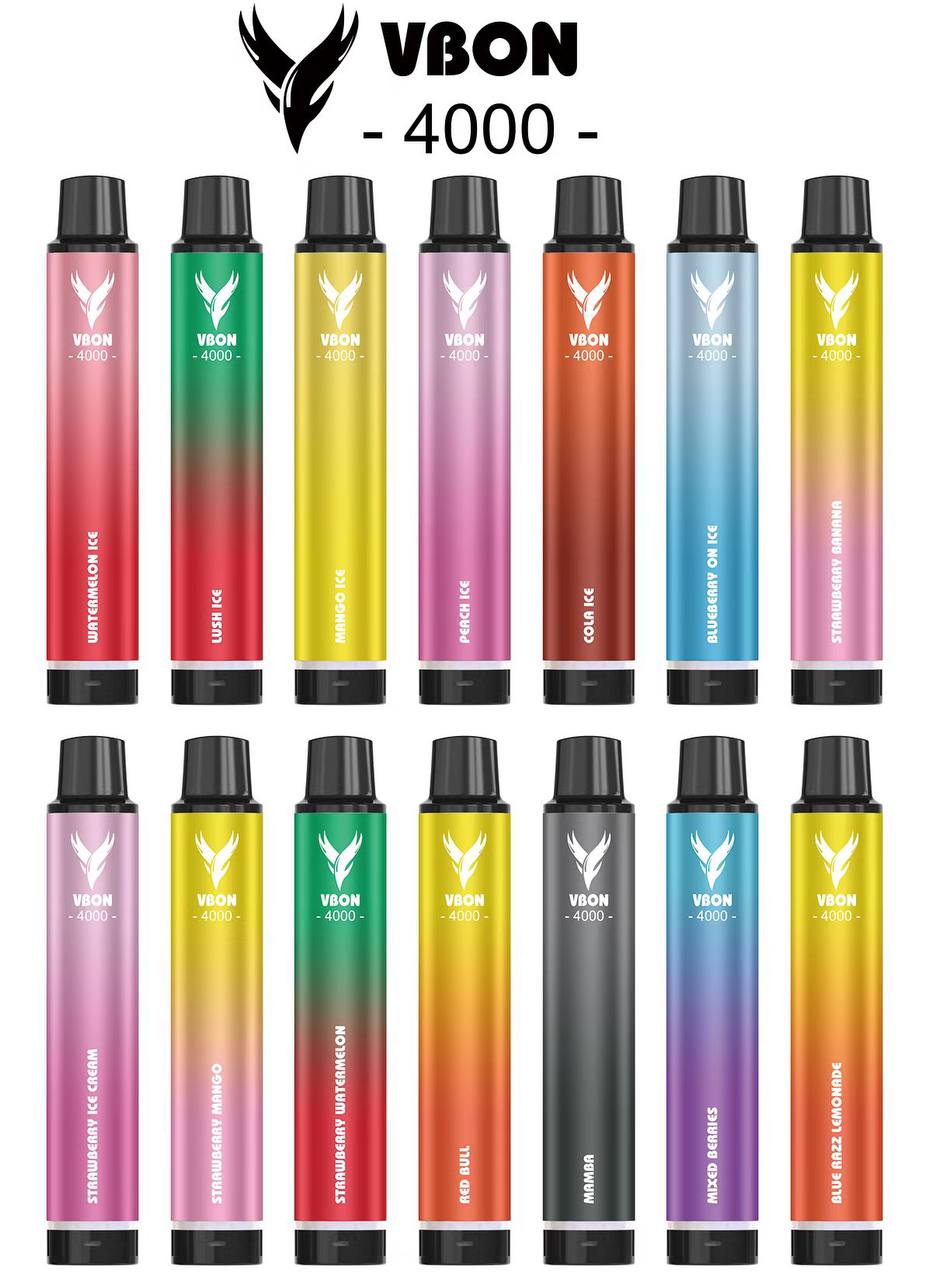 VBON
- 4000 -
VBON
- 4000 -
WATERMELON ICE
VBON
- 4000 -
LUSH ICE
VBON
- 4000 -
MANGO ICE
VBON
- 4000 -
PEACH ICE
VBON
- 4000 -
COLA ICE
VBON
- 4000 -
BLUEBERRY ON ICE
VBON
- 4000 -
STRAWBERRY BANANA
VBON
- 4000 -
STRAWBERRY ICE CREAM
VBON
- 4000 -
STRAWBERRY MANGO
VBON
- 4000 -
STRAWBERRY WATERMELON
VBON
- 4000 -
RED BULL
VBON
- 4000 -
MAMBA
VBON
- 4000 -
MIXED BERRIES
VBON
- 4000 -
BLUE RAZZ LEMONADE